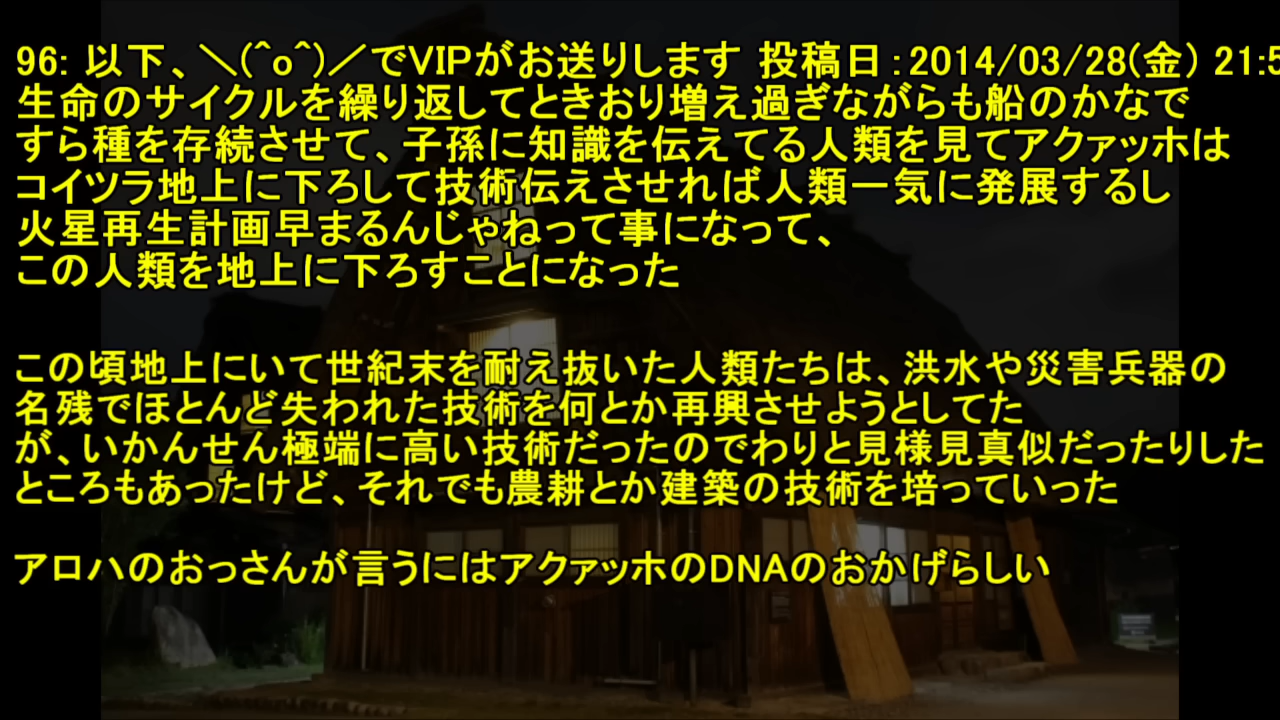 96: 以下、＼(^o^)／でVIPがお送りします 投稿日:2014/03/28(金) 21:5
生命のサイクルを繰り返してときおり増え過ぎながらも船のかなで
すら種を存続させて、子孫に知識を伝えてる人類を見てアクァッホは
コイツラ地上に下ろして技術伝えさせれば人類一気に発展するし
火星再生計画早まるんじゃねって事になって、
この人類を地上に下ろすことになった
この頃地上にいて世紀末を耐え抜いた人類たちは、洪水や災害兵器の
名残でほとんど失われた技術を何とか再興させようとしてた
が、いかんせん極端に高い技術だったのでわりと見様見真似だったりした
ところもあったけど、それでも農耕とか建築の技術を培っていった
アロハのおっさんが言うにはアクァッホのDNAのおかげらしい